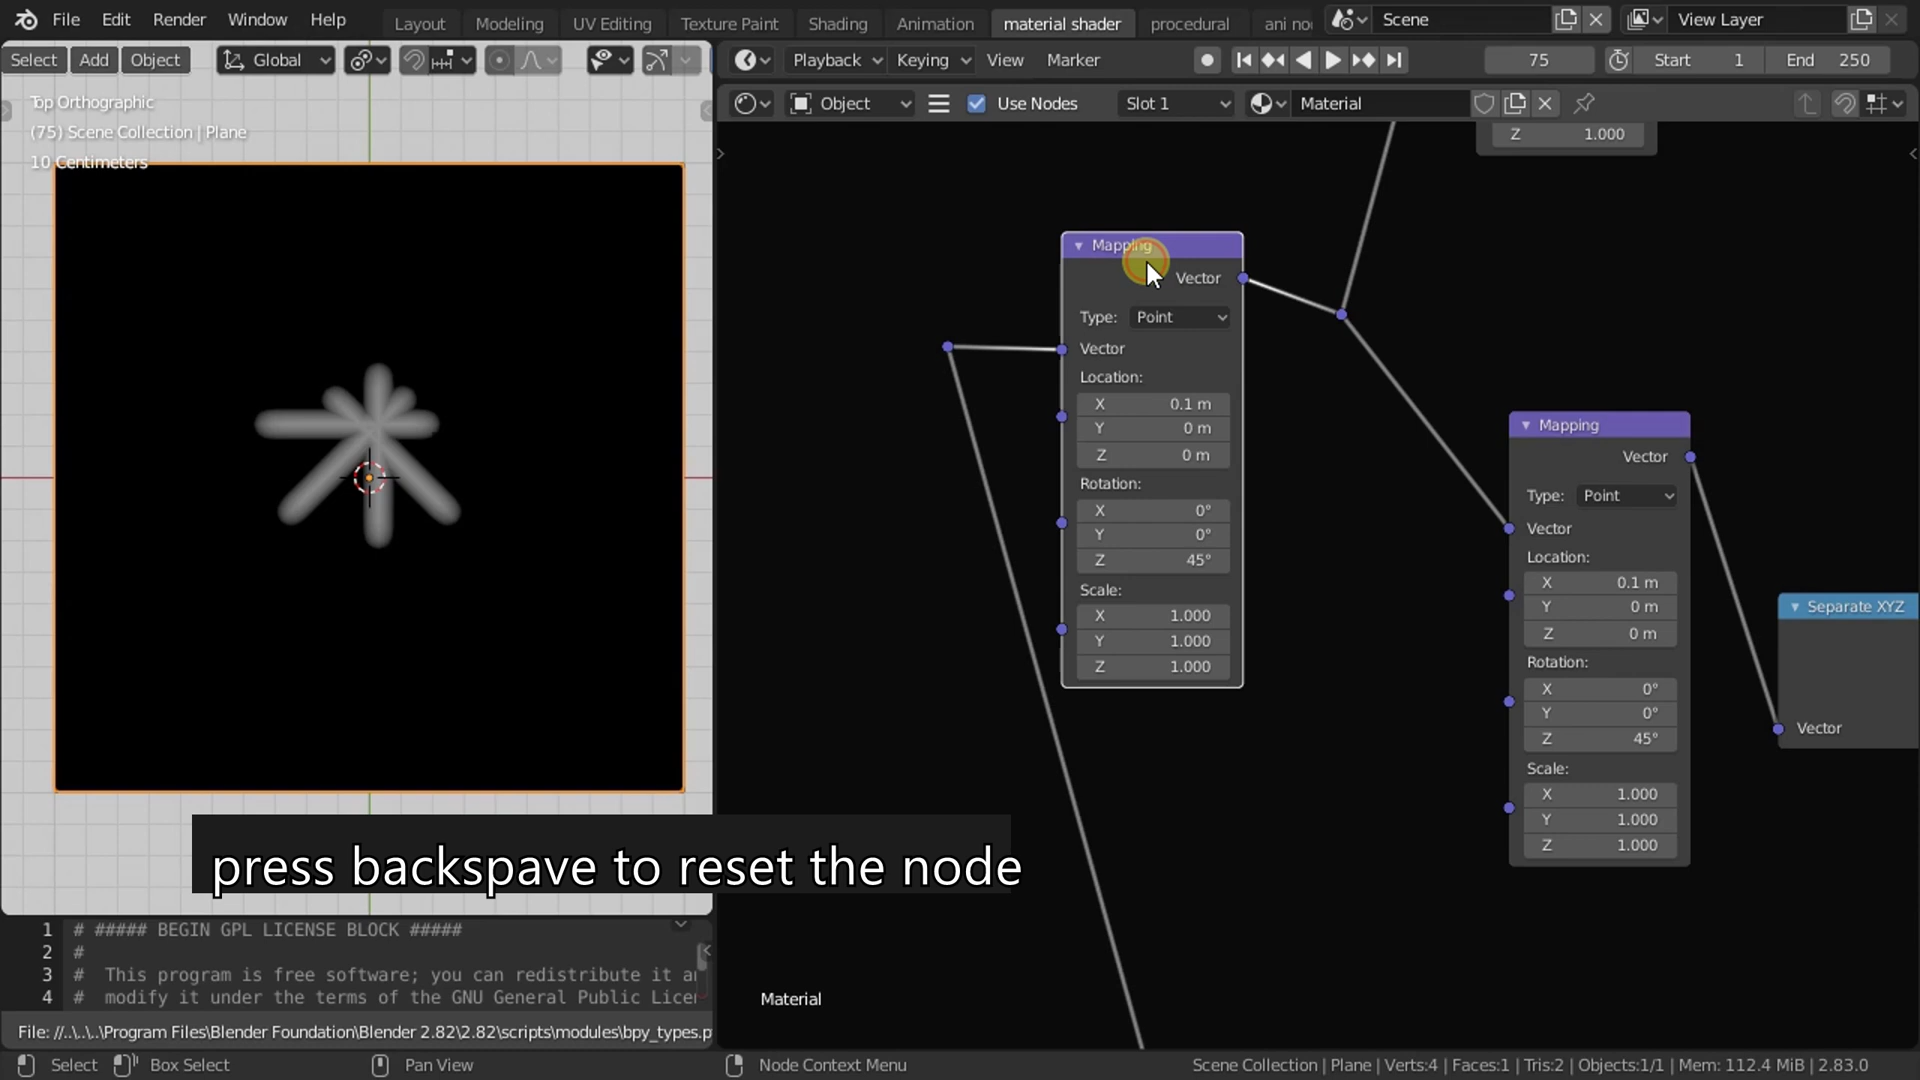 File Edit Render Window Help Layout Modeling UV Editing Texture Paint Shading Animation material shader procedural ani no Scene View Layer
Select Add Object Global Playback Keying View Marker 75 Start 1 End 250
Object Use Nodes Slot 1 Material
Top Orthographic
(75) Scene Collection | Plane
10 Centimeters
Z 1.000
Mapping
Vector
Type: Point
Vector
Location:
X 0.1 m
Y 0 m
Z 0 m
Rotation:
X 0°
Y 0°
Z 45°
Scale:
X 1.000
Y 1.000
Z 1.000
Mapping
Vector
Type: Point
Vector
Location:
X 0.1 m
Y 0 m
Z 0 m
Rotation:
X 0°
Y 0°
Z 45°
Scale:
X 1.000
Y 1.000
Z 1.000
Separate XYZ
Vector
press backspave to reset the node
1 # ##### BEGIN GPL LICENSE BLOCK #####
2 #
3 # This program is free software; you can redistribute it a
4 # modify it under the terms of the GNU General Public Licen
Material
File: //..\..\..\Program Files\Blender Foundation\Blender 2.82\2.82\scripts\modules\bpy_types.p
Select Box Select Pan View Node Context Menu Scene Collection | Plane | Verts:4 | Faces:1 | Tris:2 | Objects:1/1 | Mem: 112.4 MiB | 2.83.0